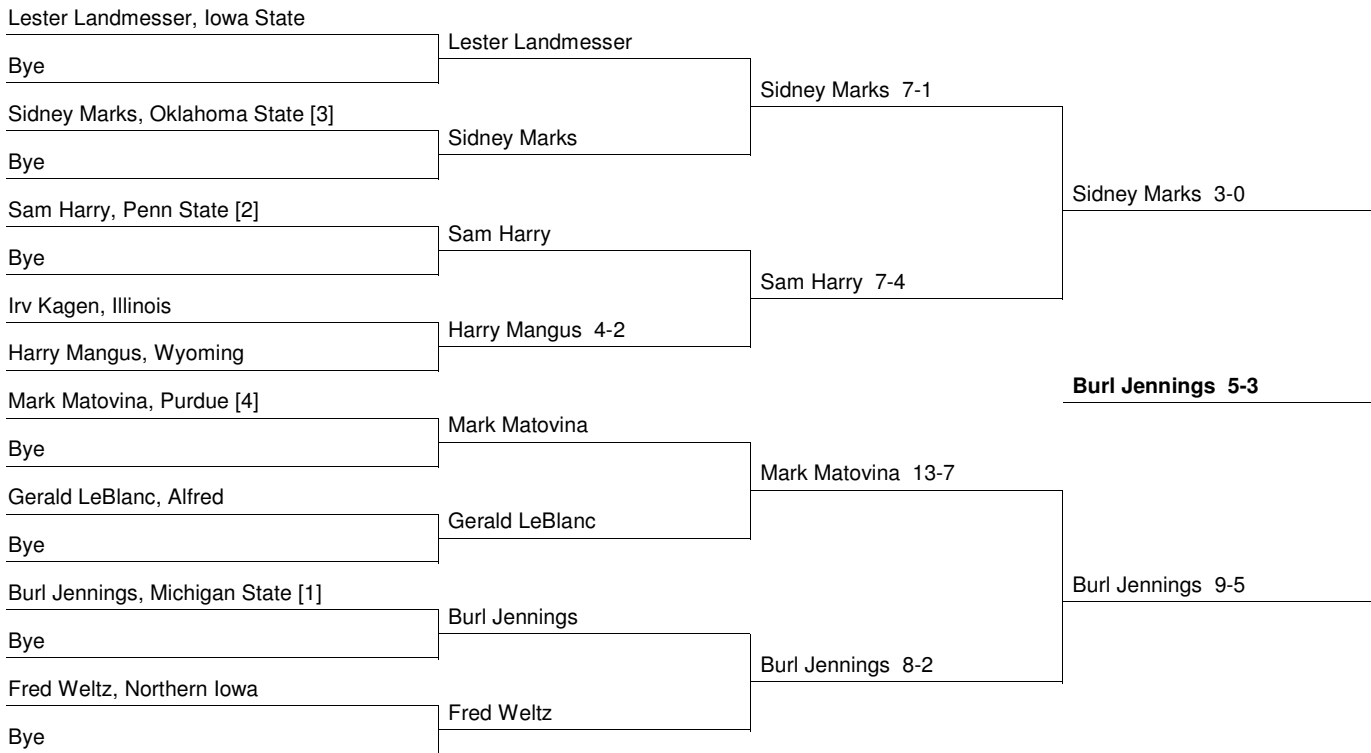 Lester Landmesser, Iowa State
Bye
Sidney Marks, Oklahoma State [3]
Bye
Sam Harry, Penn State [2]
Bye
Irv Kagen, Illinois
Harry Mangus, Wyoming
Mark Matovina, Purdue [4]
Bye
Gerald LeBlanc, Alfred
Bye
Burl Jennings, Michigan State [1]
Bye
Fred Weltz, Northern Iowa
Bye
Lester Landmesser
Sidney Marks
Sam Harry
Harry Mangus 4-2
Mark Matovina
Gerald LeBlanc
Burl Jennings
Fred Weltz
Sidney Marks 7-1
Sam Harry 7-4
Mark Matovina 13-7
Burl Jennings 8-2
Sidney Marks 3-0
Burl Jennings 5-3
Burl Jennings 9-5